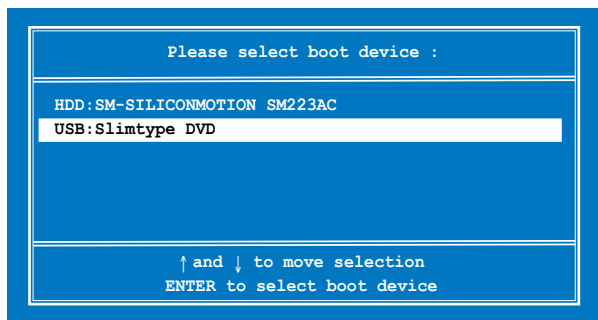 Please select boot device :
HDD:SM-SILICONMOTION SM223AC
USB:Slimtype DVD
↑ and ↓ to move selection
ENTER to select boot device